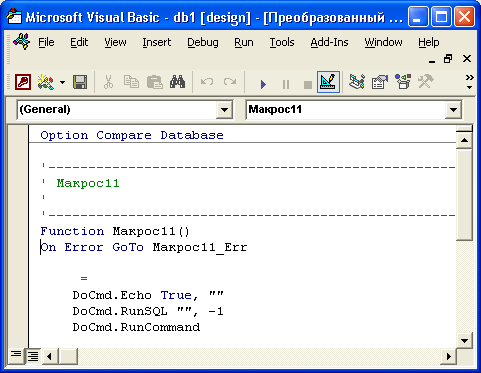 Microsoft Visual Basic - db1 [design] - [Преобразованный ...
File Edit View Insert Debug Run Tools Add-Ins Window Help
(General) Макрос11
Option Compare Database
'------------------------------------------------------------
' Макрос11
'
'------------------------------------------------------------
Function Макрос11()
On Error GoTo Макрос11_Err
=
DoCmd.Echo True, ""
DoCmd.RunSQL "", -1
DoCmd.RunCommand